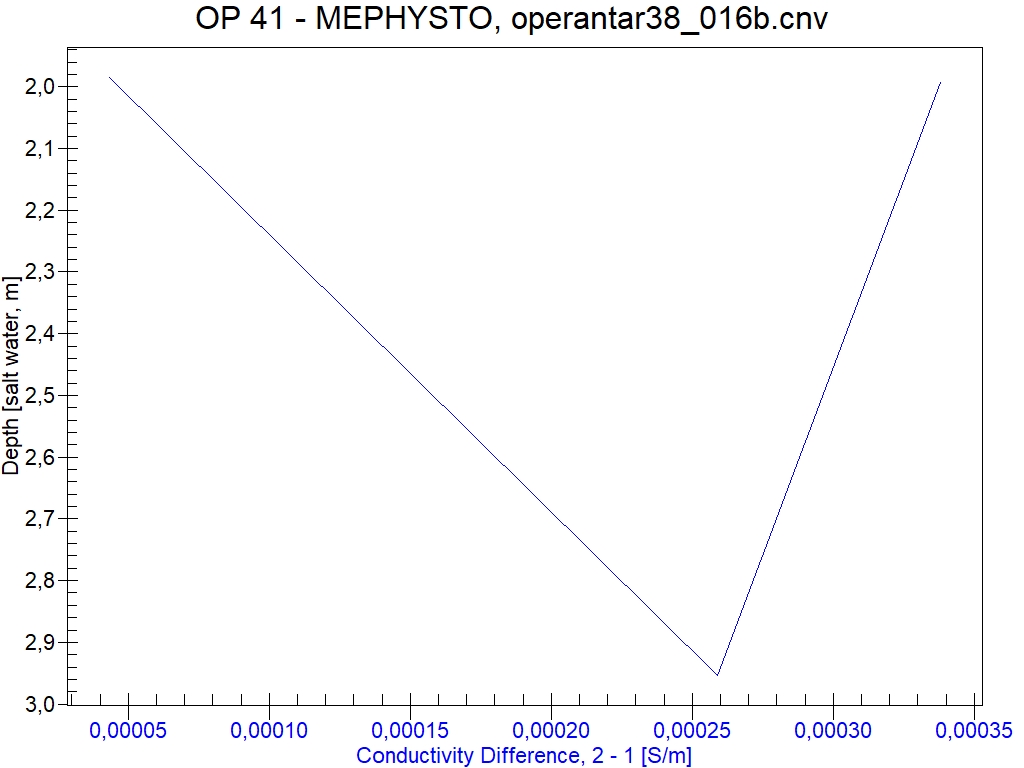 OP 41 - MEPHYSTO, operantar38_016b.cnv
Depth [salt water, m]
2,0
2,1
2,2
2,3
2,4
2,5
2,6
2,7
2,8
2,9
3,0
0,00005 0,00010 0,00015 0,00020 0,00025 0,00030 0,00035
Conductivity Difference, 2 - 1 [S/m]